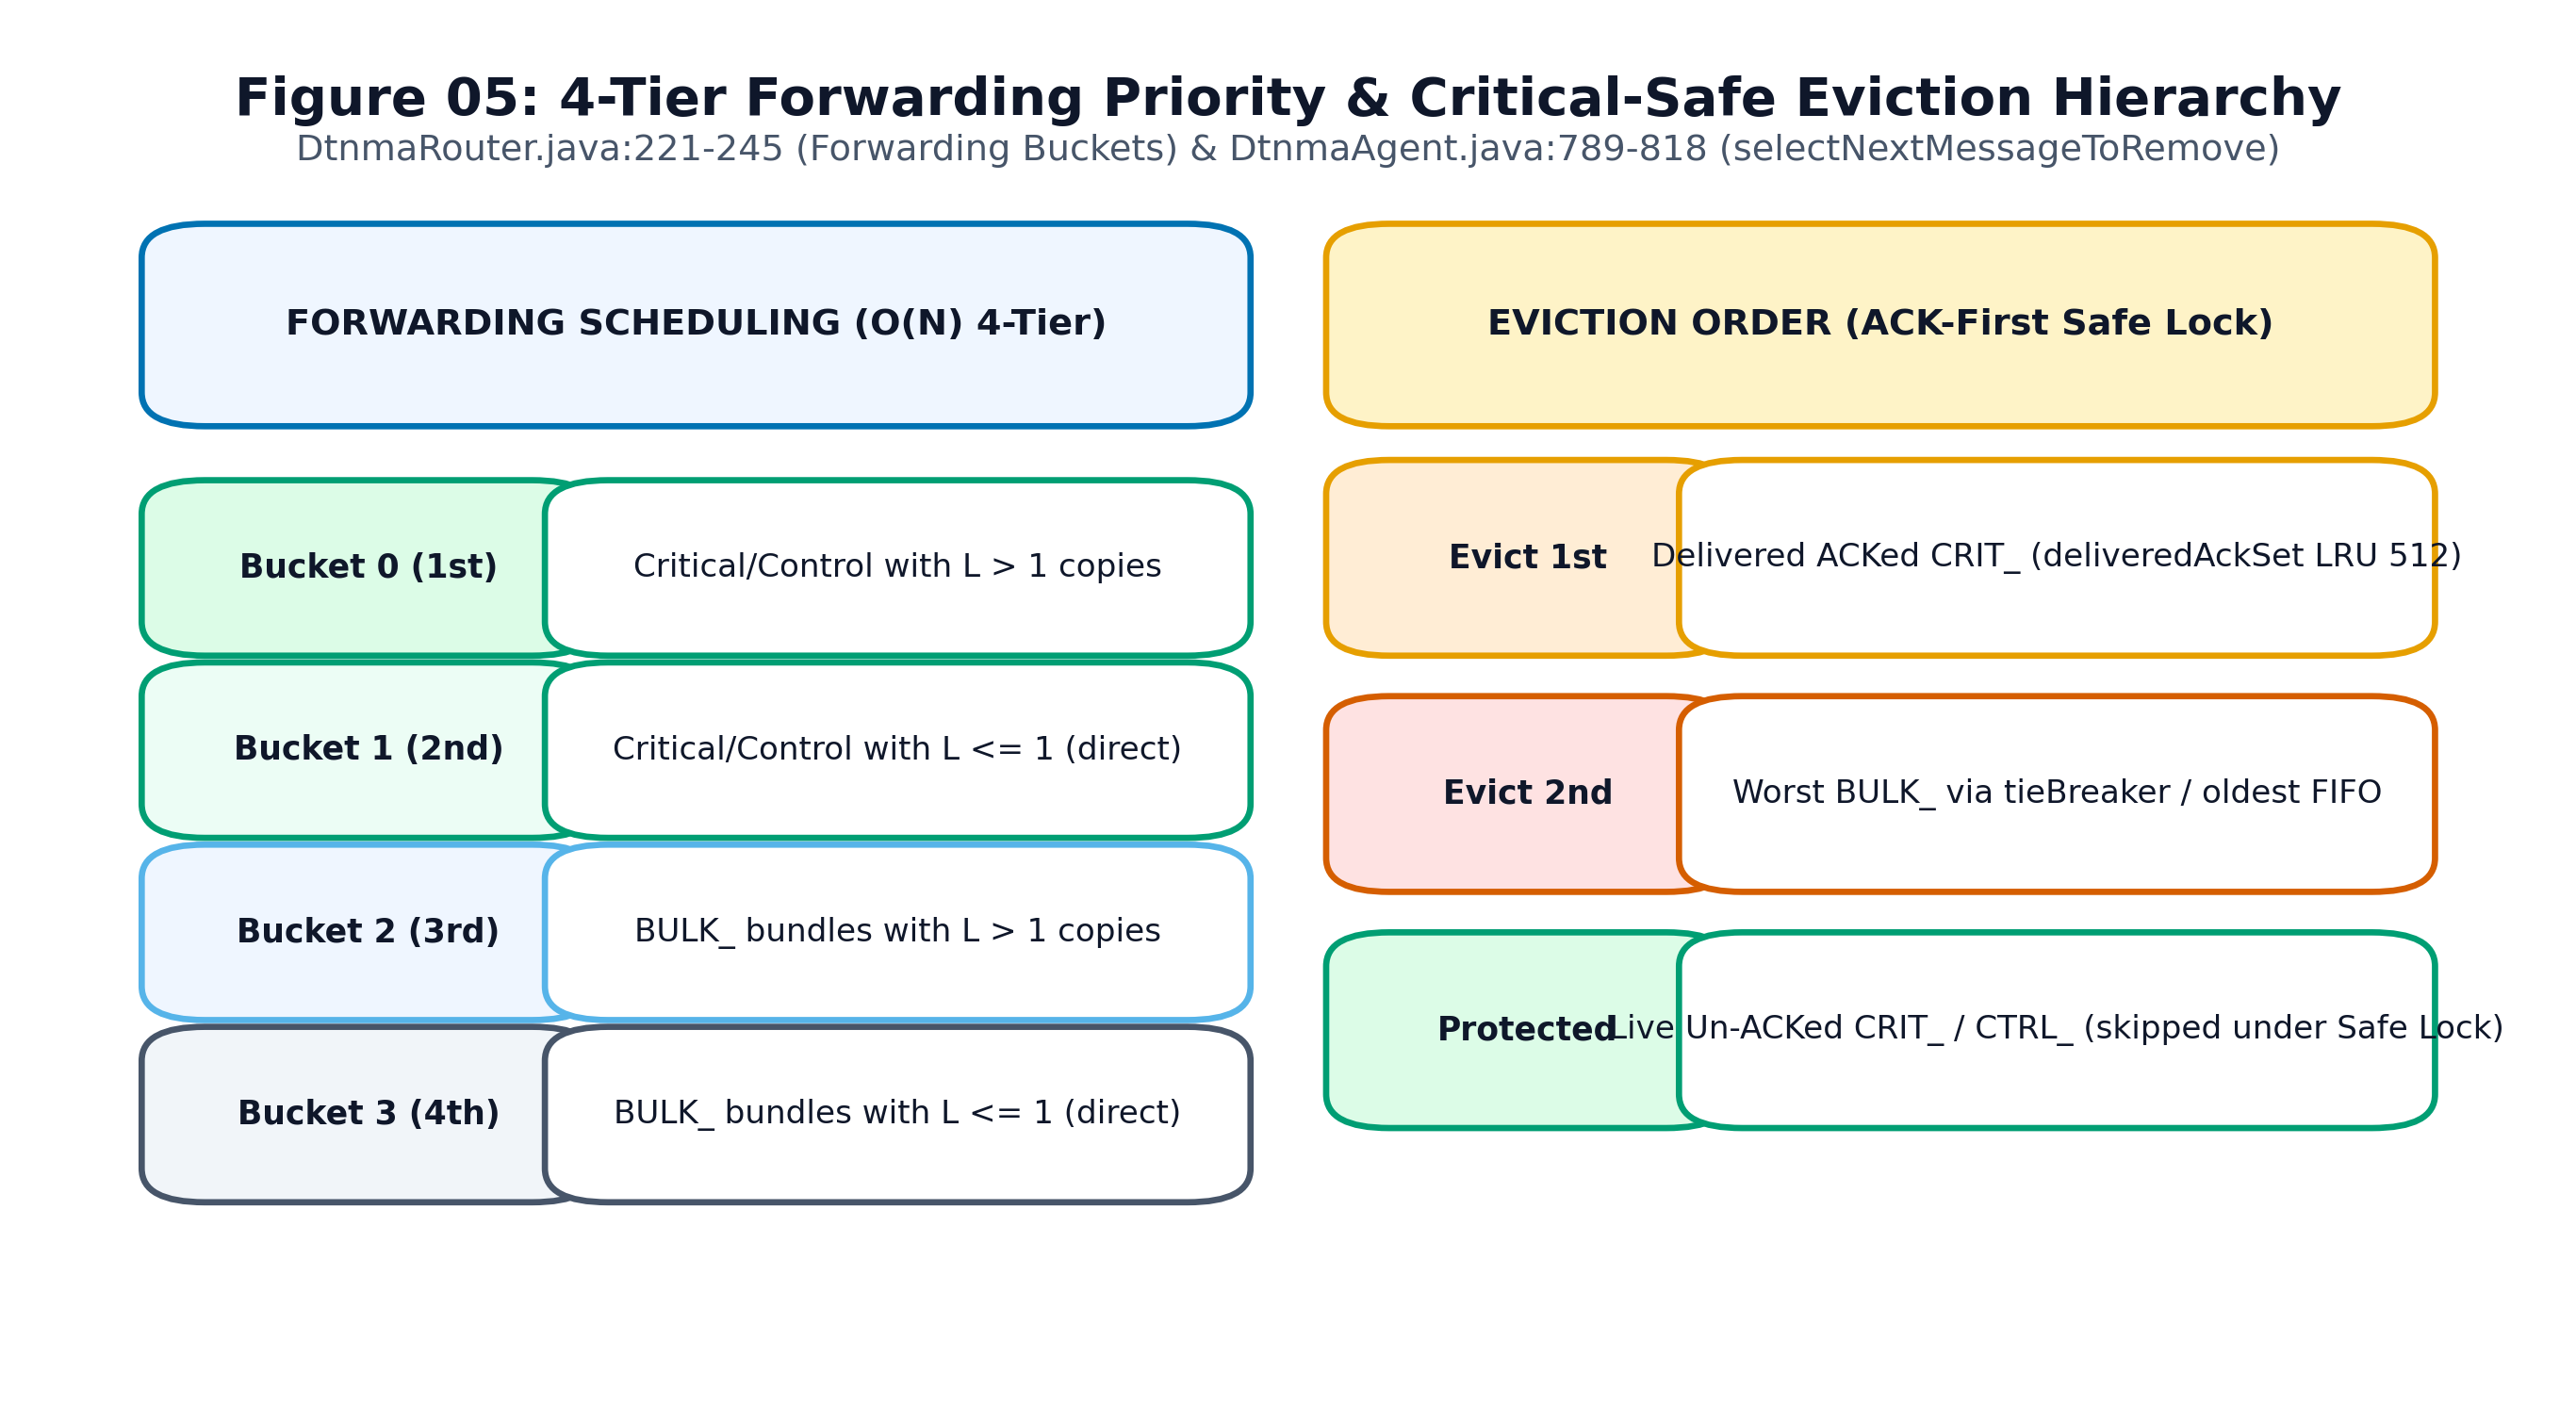 Figure 05: 4-Tier Forwarding Priority & Critical-Safe Eviction Hierarchy
DtnmaRouter.java:221-245 (Forwarding Buckets) & DtnmaAgent.java:789-818 (selectNextMessageToRemove)
FORWARDING SCHEDULING (O(N) 4-Tier)
Bucket 0 (1st)
Critical/Control with L > 1 copies
Bucket 1 (2nd)
Critical/Control with L <= 1 (direct)
Bucket 2 (3rd)
BULK_ bundles with L > 1 copies
Bucket 3 (4th)
BULK_ bundles with L <= 1 (direct)
EVICTION ORDER (ACK-First Safe Lock)
Evict 1st
Delivered ACKed CRIT_ (deliveredAckSet LRU 512)
Evict 2nd
Worst BULK_ via tieBreaker / oldest FIFO
Protected
Live Un-ACKed CRIT_ / CTRL_ (skipped under Safe Lock)